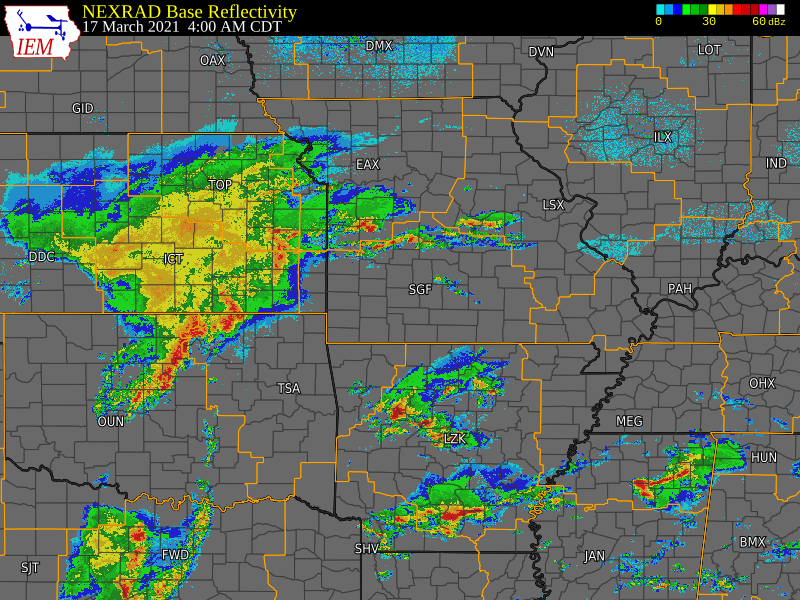 NEXRAD Base Reflectivity
17 March 2021 4:00 AM CDT
IEM
0 30 60 dBz
OAX DMX DVN LOT
GID
ILX
EAX IND
TOP
LSX
DDC ICT
SGF PAH
TSA OHX
OUN MEG
LZK
HUN
SHV FWD JAN BMX
SJT